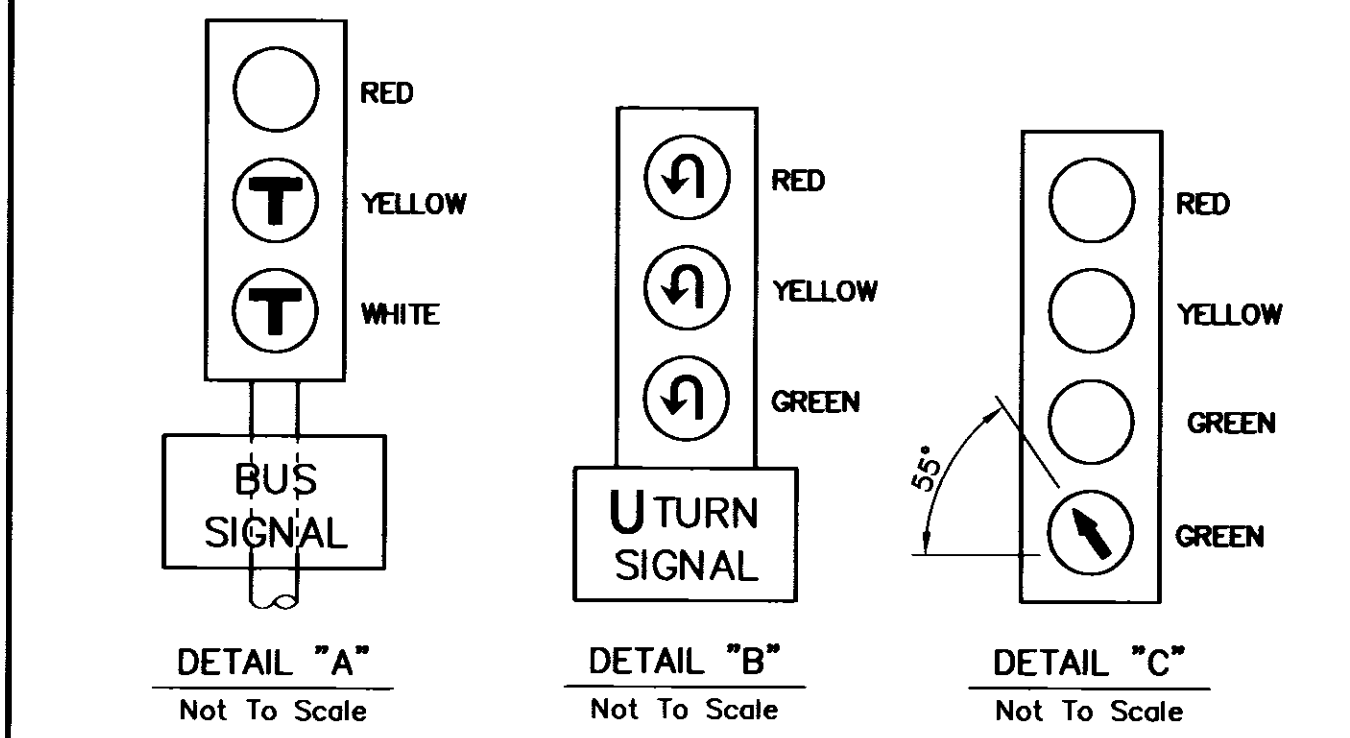 RED
YELLOW
T
WHITE
T
BUS
SIGNAL
DETAIL "A"
Not To Scale
RED
YELLOW
GREEN
U TURN
SIGNAL
DETAIL "B"
Not To Scale
RED
YELLOW
GREEN
GREEN
55°
DETAIL "C"
Not To Scale